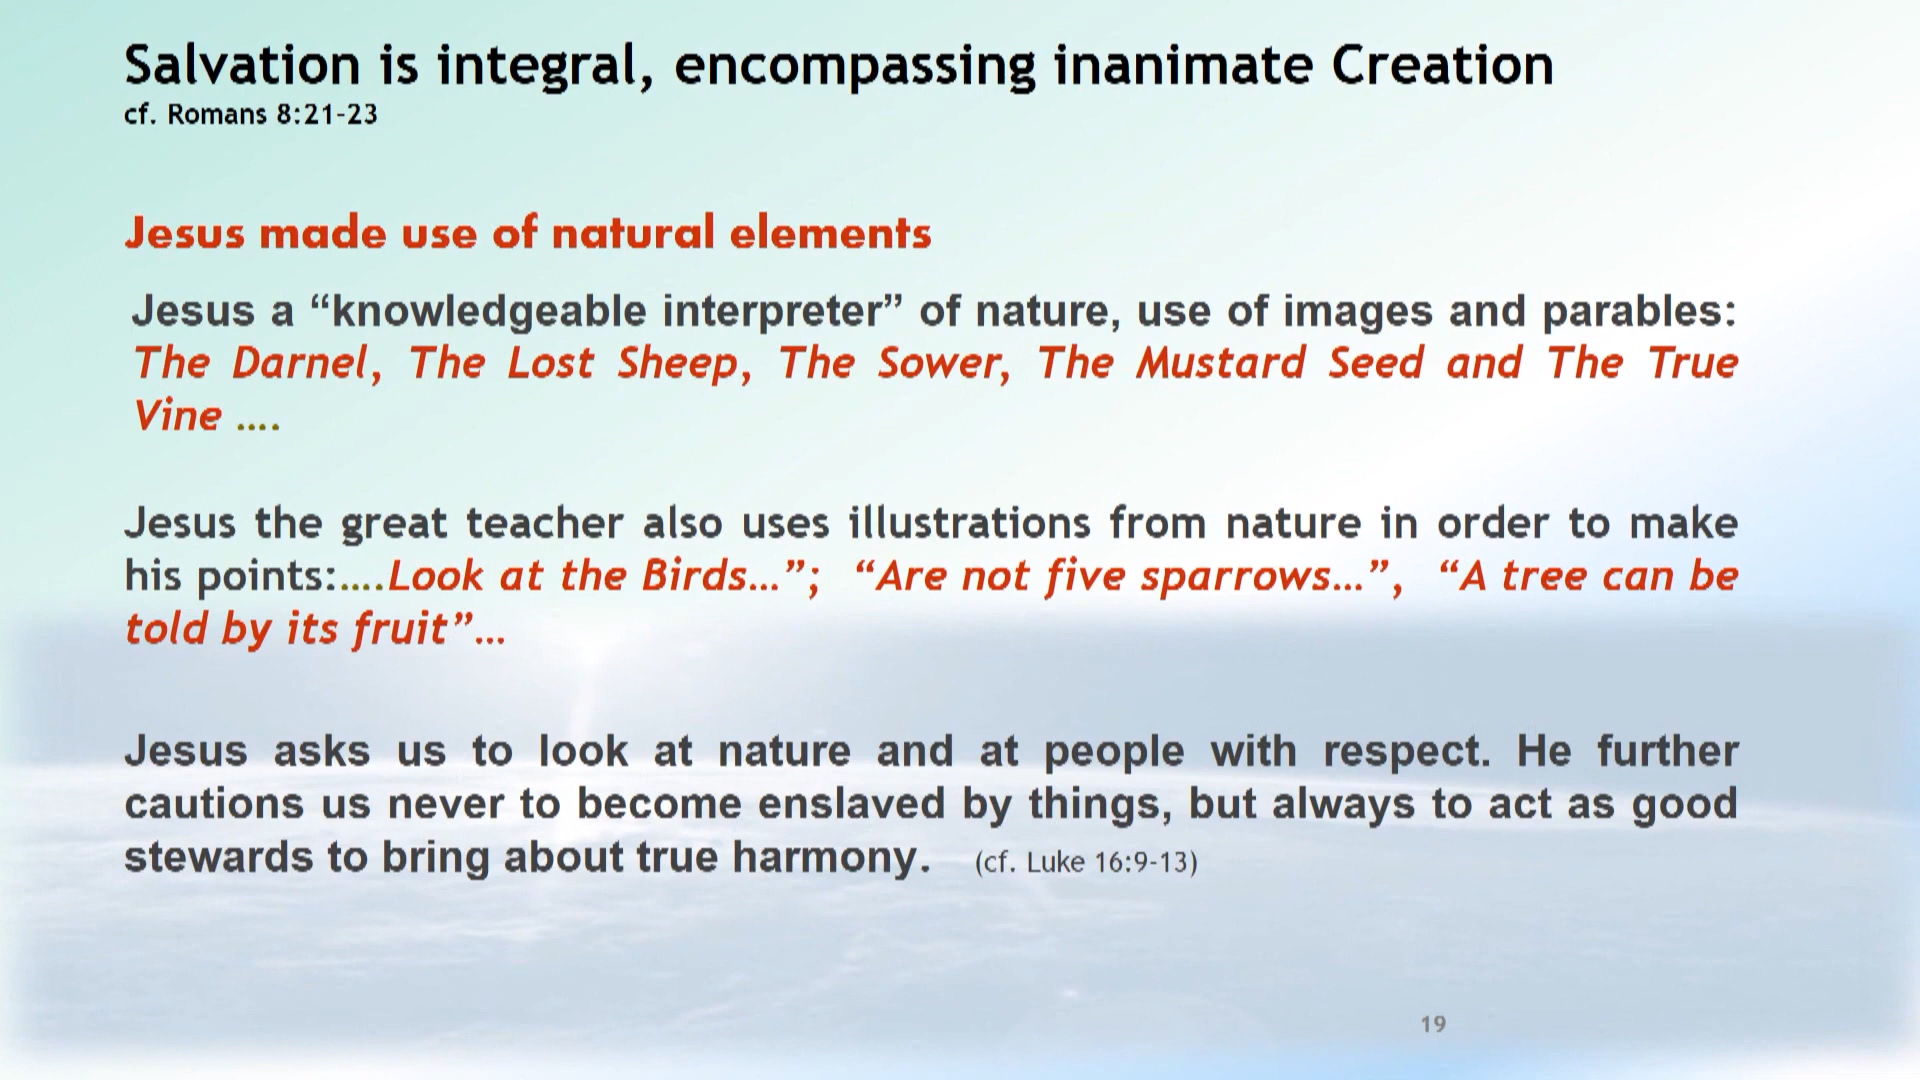 Salvation is integral, encompassing inanimate Creation
cf. Romans 8:21-23
Jesus made use of natural elements
Jesus a “knowledgeable interpreter” of nature, use of images and parables:
The Darnel, The Lost Sheep, The Sower, The Mustard Seed and The True
Vine ....
Jesus the great teacher also uses illustrations from nature in order to make
his points:....Look at the Birds...”; “Are not five sparrows...”, “A tree can be
told by its fruit”...
Jesus asks us to look at nature and at people with respect. He further
cautions us never to become enslaved by things, but always to act as good
stewards to bring about true harmony. (cf. Luke 16:9-13)
19